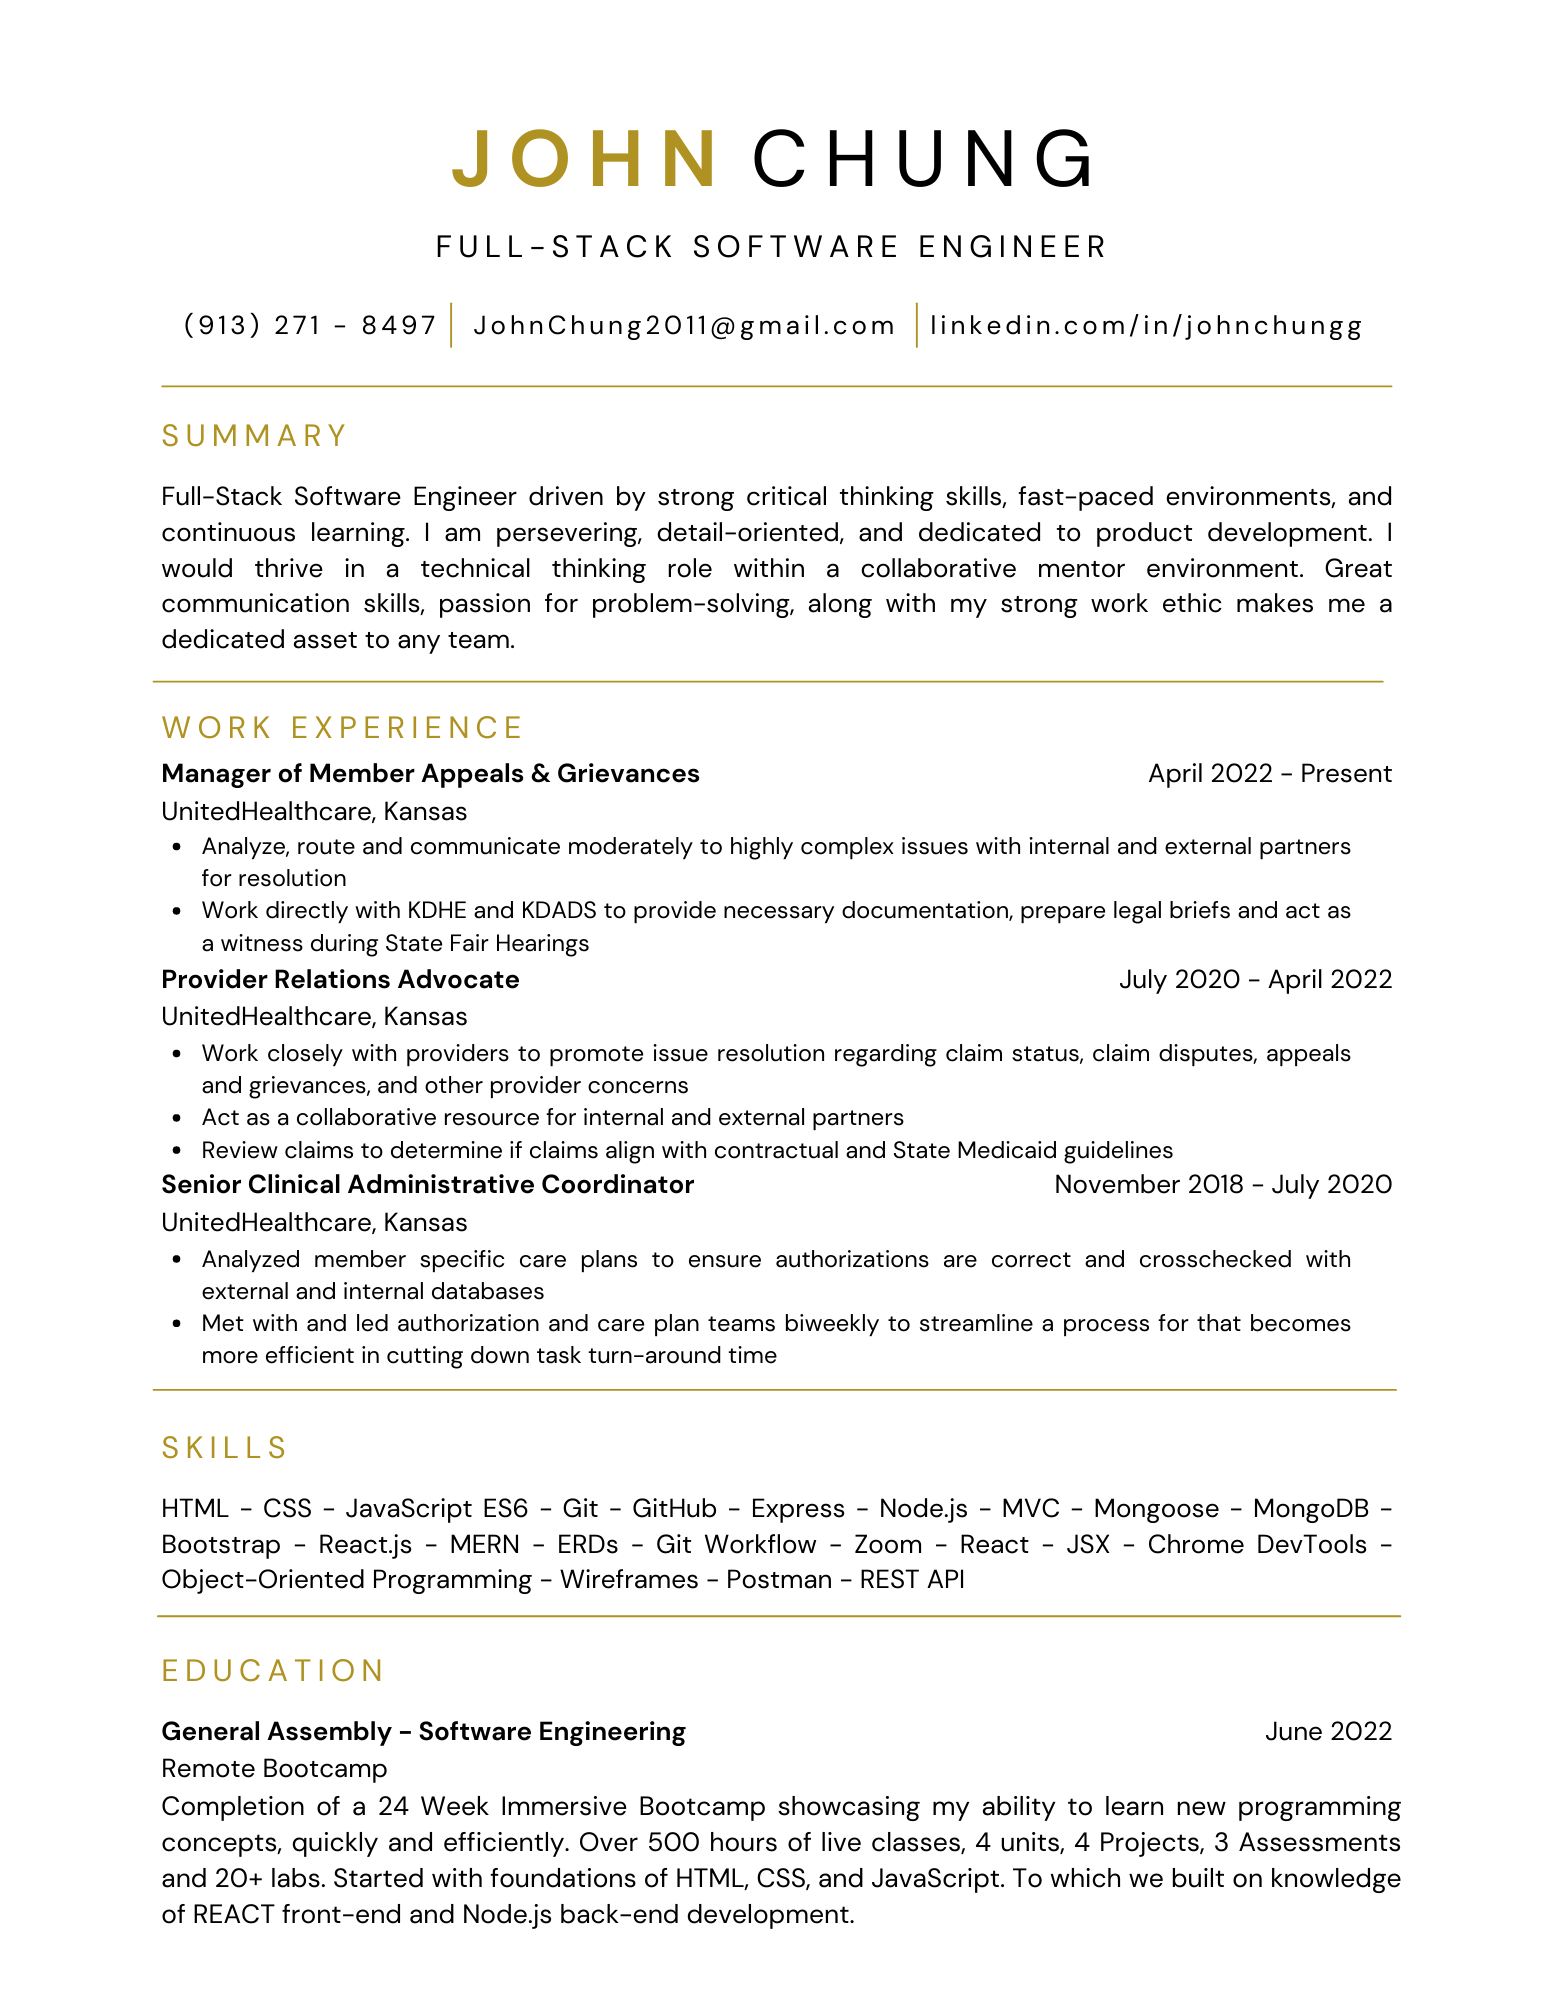 JOHN CHUNG
FULL-STACK SOFTWARE ENGINEER
(913) 271 - 8497 JohnChung2011@gmail.com linkedin.com/in/johnchungg
SUMMARY
Full-Stack Software Engineer driven by strong critical thinking skills, fast-paced environments, and
continuous learning. I am persevering, detail-oriented, and dedicated to product development. I
would thrive in a technical thinking role within a collaborative mentor environment. Great
communication skills, passion for problem-solving, along with my strong work ethic makes me a
dedicated asset to any team.
WORK EXPERIENCE
Manager of Member Appeals & Grievances April 2022 - Present
UnitedHealthcare, Kansas
• Analyze, route and communicate moderately to highly complex issues with internal and external partners
for resolution
• Work directly with KDHE and KDADS to provide necessary documentation, prepare legal briefs and act as
a witness during State Fair Hearings
Provider Relations Advocate July 2020 - April 2022
UnitedHealthcare, Kansas
• Work closely with providers to promote issue resolution regarding claim status, claim disputes, appeals
and grievances, and other provider concerns
• Act as a collaborative resource for internal and external partners
• Review claims to determine if claims align with contractual and State Medicaid guidelines
Senior Clinical Administrative Coordinator November 2018 - July 2020
UnitedHealthcare, Kansas
• Analyzed member specific care plans to ensure authorizations are correct and crosschecked with
external and internal databases
• Met with and led authorization and care plan teams biweekly to streamline a process for that becomes
more efficient in cutting down task turn-around time
SKILLS
HTML - CSS - JavaScript ES6 - Git - GitHub - Express - Node.js - MVC - Mongoose - MongoDB -
Bootstrap - React.js - MERN - ERDs - Git Workflow - Zoom - React - JSX - Chrome DevTools -
Object-Oriented Programming - Wireframes - Postman - REST API
EDUCATION
General Assembly - Software Engineering June 2022
Remote Bootcamp
Completion of a 24 Week Immersive Bootcamp showcasing my ability to learn new programming
concepts, quickly and efficiently. Over 500 hours of live classes, 4 units, 4 Projects, 3 Assessments
and 20+ labs. Started with foundations of HTML, CSS, and JavaScript. To which we built on knowledge
of REACT front-end and Node.js back-end development.